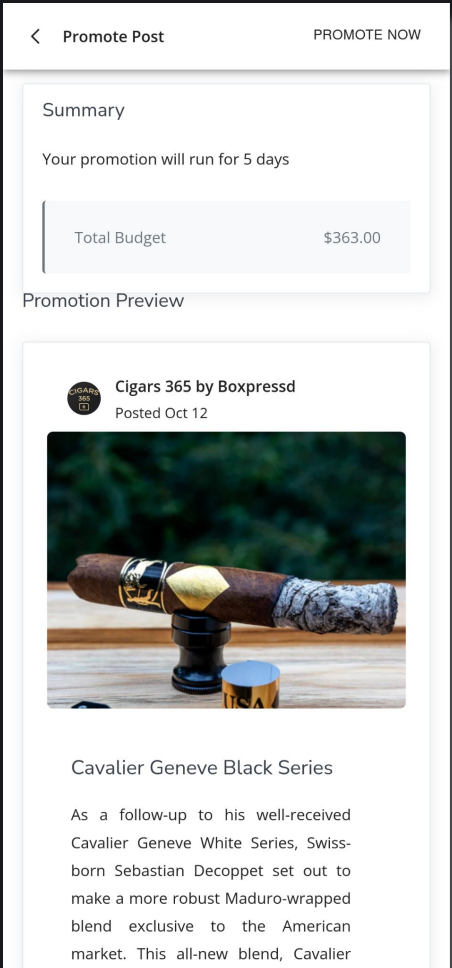 Promote Post
PROMOTE NOW
Summary
Your promotion will run for 5 days
Total Budget
$363.00
Promotion Preview
CIGARS
365
Cigars 365 by Boxpressd
Posted Oct 12
USA
Cavalier Geneve Black Series
As a follow-up to his well-received
Cavalier Geneve White Series, Swiss-
born Sebastian Decoppet set out to
make a more robust Maduro-wrapped
blend exclusive to the American
market. This all-new blend, Cavalier